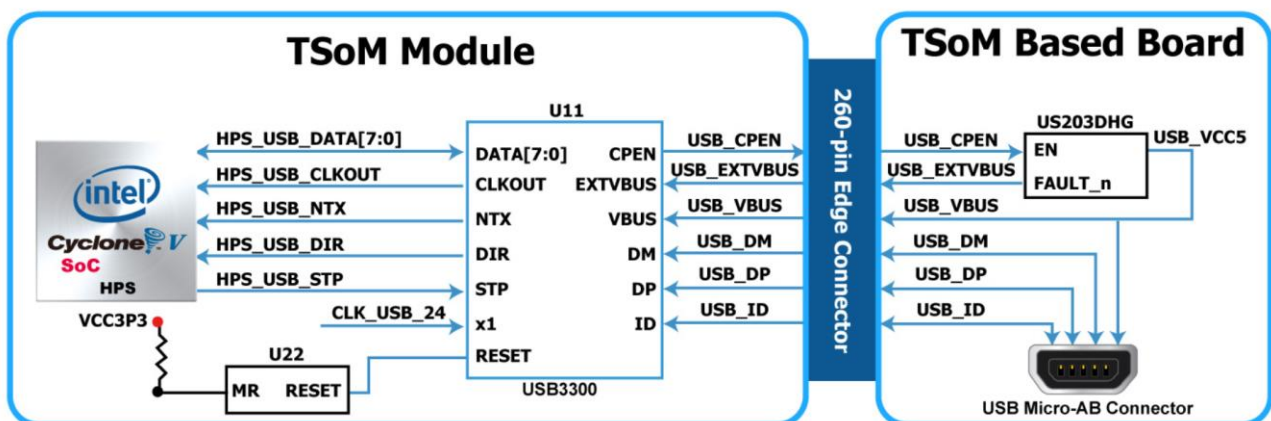 TSoM Module
TSoM Based Board
U11
US203DHG
HPS_USB_DATA[7:0]
DATA[7:0]
CPEN
USB_CPEN
USB_CPEN
EN
USB_VCC5
intel
HPS_USB_CLKOUT
CLKOUT
EXTVBUS
USB_EXTVBUS
USB_EXTVBUS
FAULT_n
HPS_USB_NTX
NTX
VBUS
USB_VBUS
USB_VBUS
Cyclone V
SoC
HPS
HPS_USB_DIR
DIR
DM
USB_DM
USB_DM
HPS_USB_STP
STP
DP
USB_DP
USB_DP
CLK_USB_24
x1
ID
USB_ID
USB_ID
260-pin Edge Connector
VCC3P3
RESET
U22
MR
RESET
USB3300
USB Micro-AB Connector